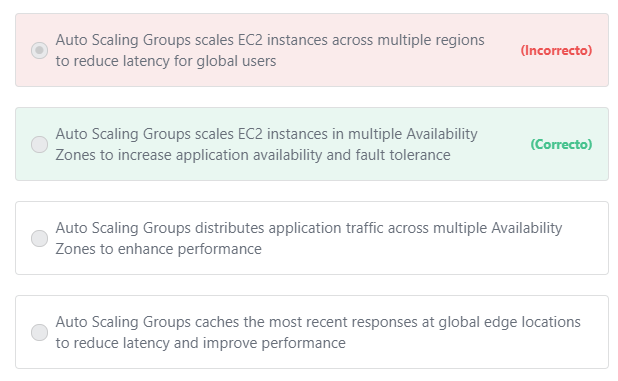 Auto Scaling Groups scales EC2 instances across multiple regions
to reduce latency for global users
(Incorrecto)
Auto Scaling Groups scales EC2 instances in multiple Availability
Zones to increase application availability and fault tolerance
(Correcto)
Auto Scaling Groups distributes application traffic across multiple Availability
Zones to enhance performance
Auto Scaling Groups caches the most recent responses at global edge locations
to reduce latency and improve performance